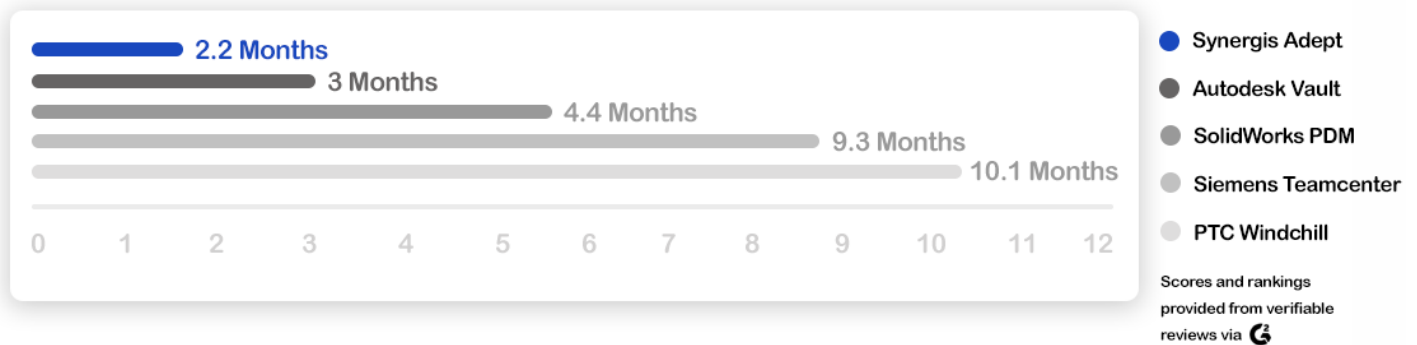 2.2 Months
3 Months
4.4 Months
9.3 Months
10.1 Months
0 1 2 3 4 5 6 7 8 9 10 11 12
Synergis Adept
Autodesk Vault
SolidWorks PDM
Siemens Teamcenter
PTC Windchill
Scores and rankings
provided from verifiable
reviews via G2